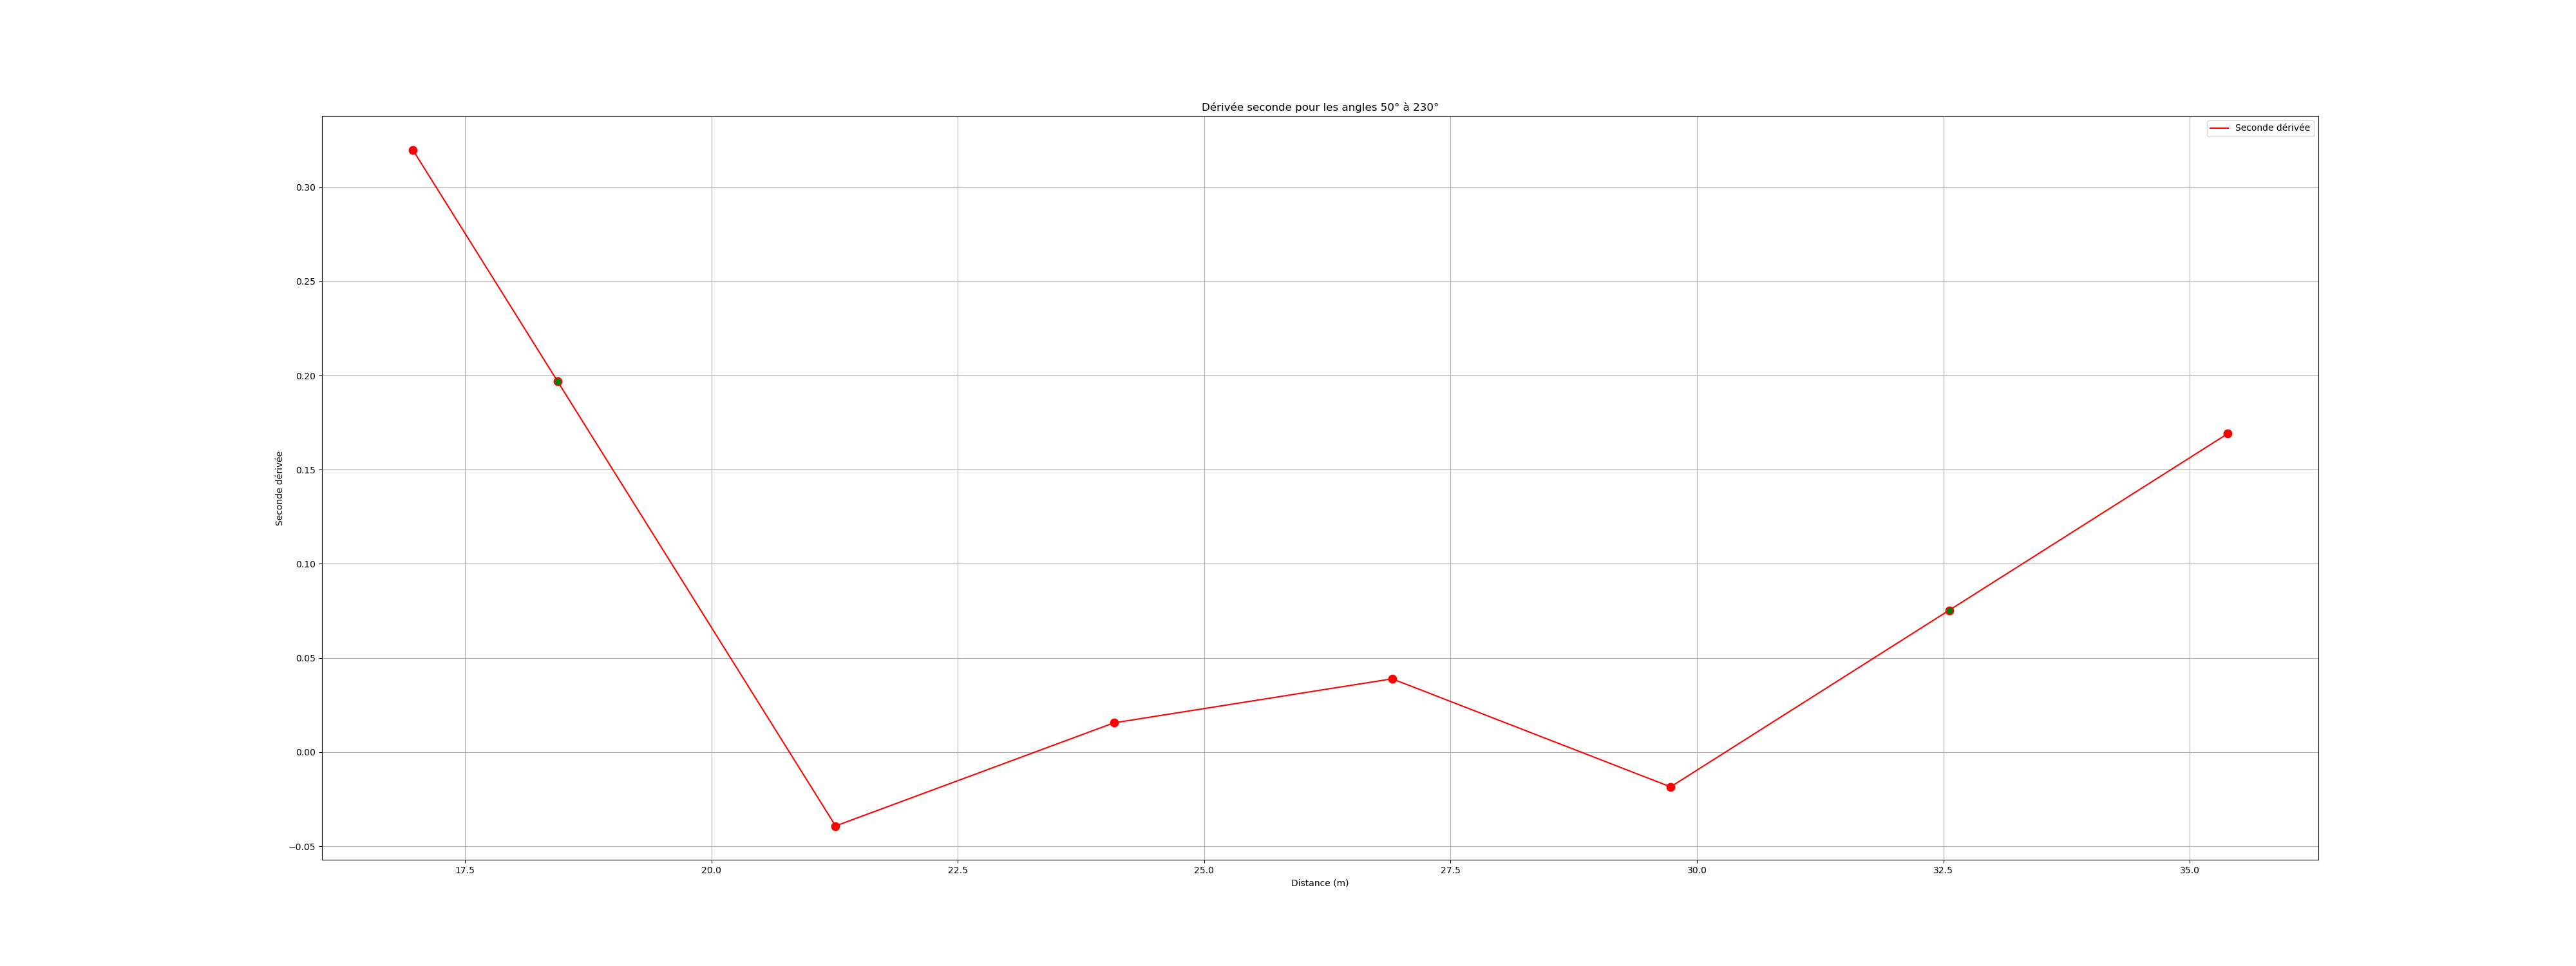 Dérivée seconde pour les angles 50° à 230°
Seconde dérivée
0.30
0.25
0.20
0.15
0.10
0.05
0.00
−0.05
Seconde dérivée
17.5 20.0 22.5 25.0 27.5 30.0 32.5 35.0
Distance (m)